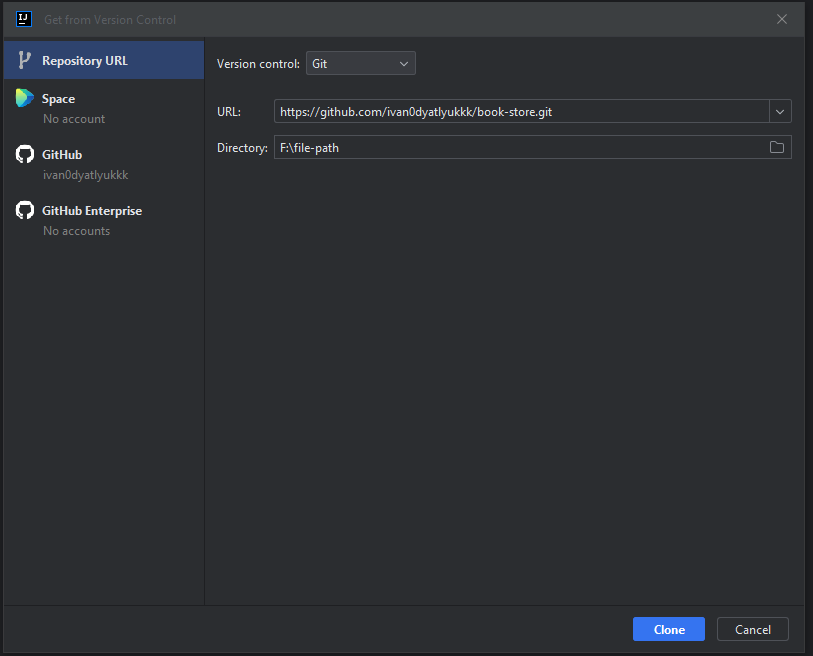 IJ
Get from Version Control
Repository URL
Space
No account
GitHub
ivan0dyatlyukkk
GitHub Enterprise
No accounts
Version control: Git
URL: https://github.com/ivan0dyatlyukkk/book-store.git
Directory: F:\file-path
Clone Cancel